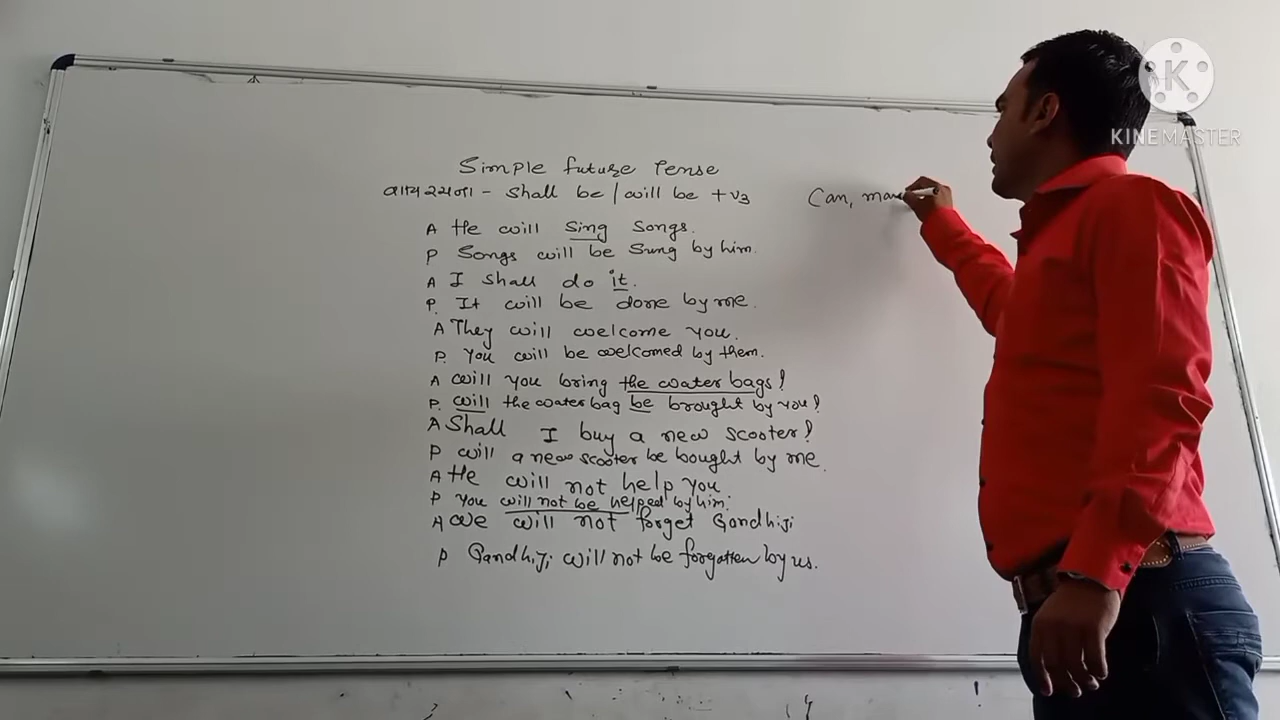 Simple future Tense
वाक्यरचना - Shall be / will be + v3
Can, may
A He will sing songs.
P Songs will be sung by him.
A I shall do it.
P. It will be done by me.
A They will welcome you.
P. you will be welcomed by them.
A will you bring the water bags?
P. will the water bag be brought by you?
A Shall I buy a new scooter?
P will a new scooter be bought by me.
A He will not help you
P you will not be helped by him.
A we will not forget Gandhiji
P Gandhiji will not be forgotten by us.
KINEMASTER